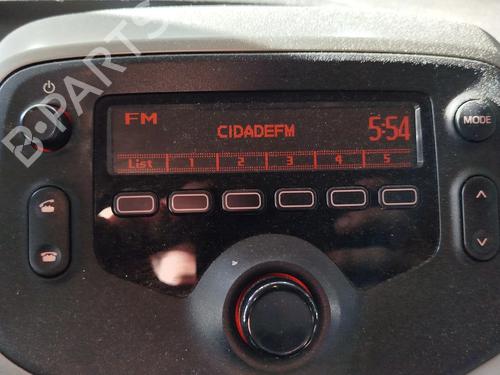 B-PARTS
FM
CIDADEFM
5:54
MODE
List 1 2 3 4 5